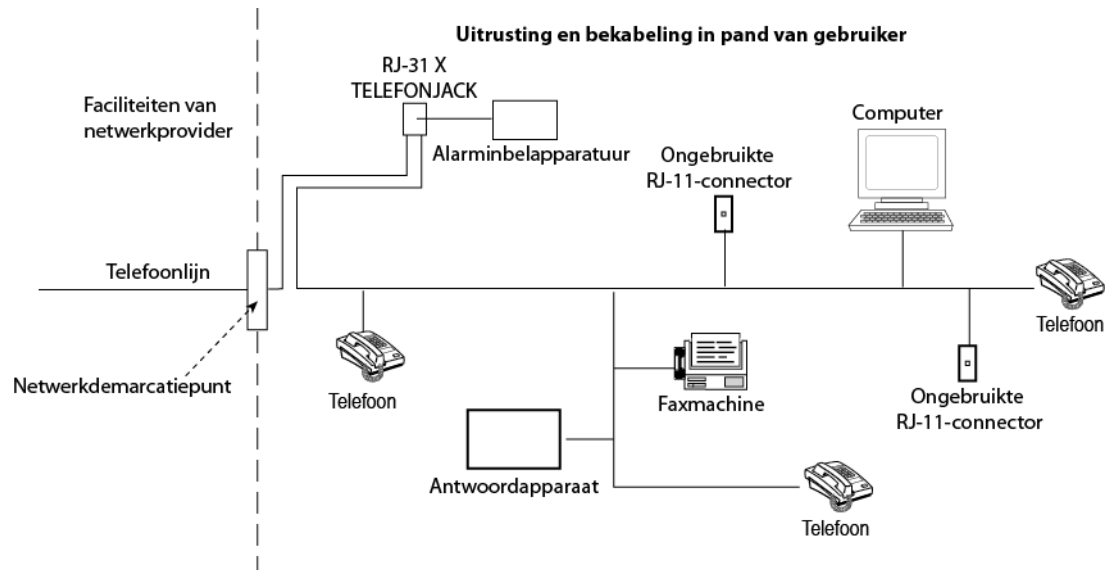 Uitrusting en bekabeling in pand van gebruiker
RJ-31 X
TELEFONJACK
Faciliteiten van
netwerkprovider
Alarminbelapparatuur
Computer
Ongebruikte
RJ-11-connector
Telefoonlijn
Telefoon
Netwerkdemarcatiepunt
Telefoon
Faxmachine
Ongebruikte
RJ-11-connector
Antwoordapparaat
Telefoon